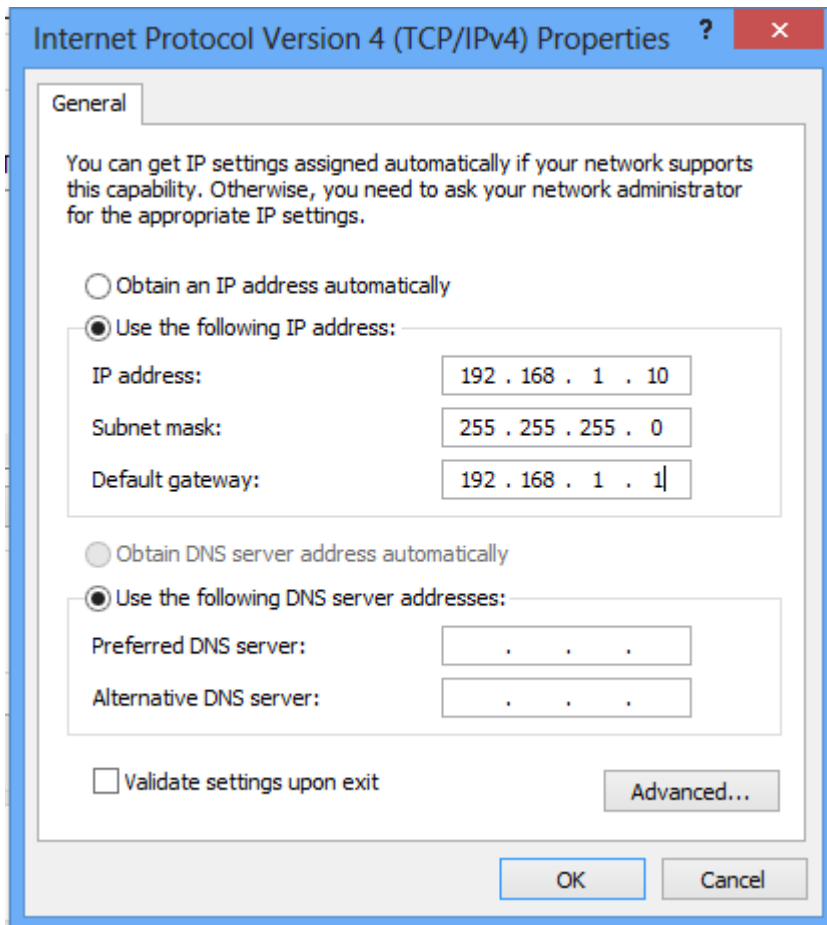 Internet Protocol Version 4 (TCP/IPv4) Properties ? ×
General
You can get IP settings assigned automatically if your network supports
this capability. Otherwise, you need to ask your network administrator
for the appropriate IP settings.
Obtain an IP address automatically
Use the following IP address:
IP address: 192 . 168 . 1 . 10
Subnet mask: 255 . 255 . 255 . 0
Default gateway: 192 . 168 . 1 . 1
Obtain DNS server address automatically
Use the following DNS server addresses:
Preferred DNS server: . . .
Alternative DNS server: . . .
Validate settings upon exit
Advanced...
OK Cancel